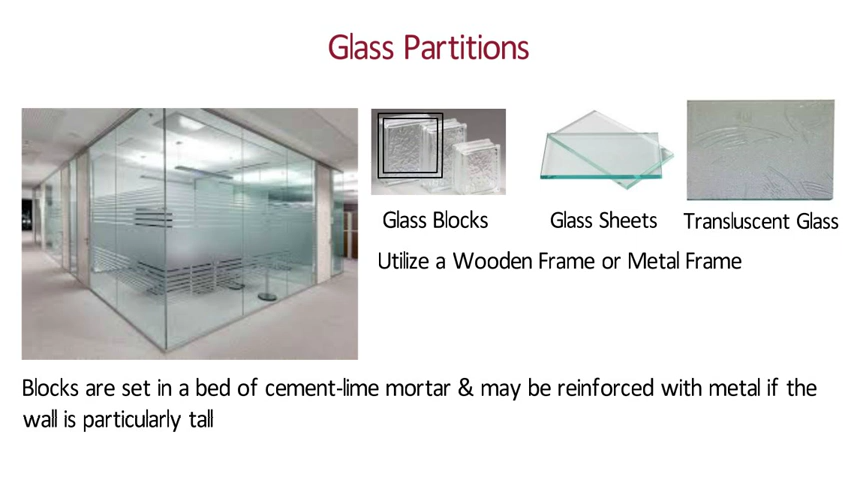 Glass Partitions
Glass Blocks
Glass Sheets
Transluscent Glass
Utilize a Wooden Frame or Metal Frame
Blocks are set in a bed of cement-lime mortar & may be reinforced with metal if the
wall is particularly tall